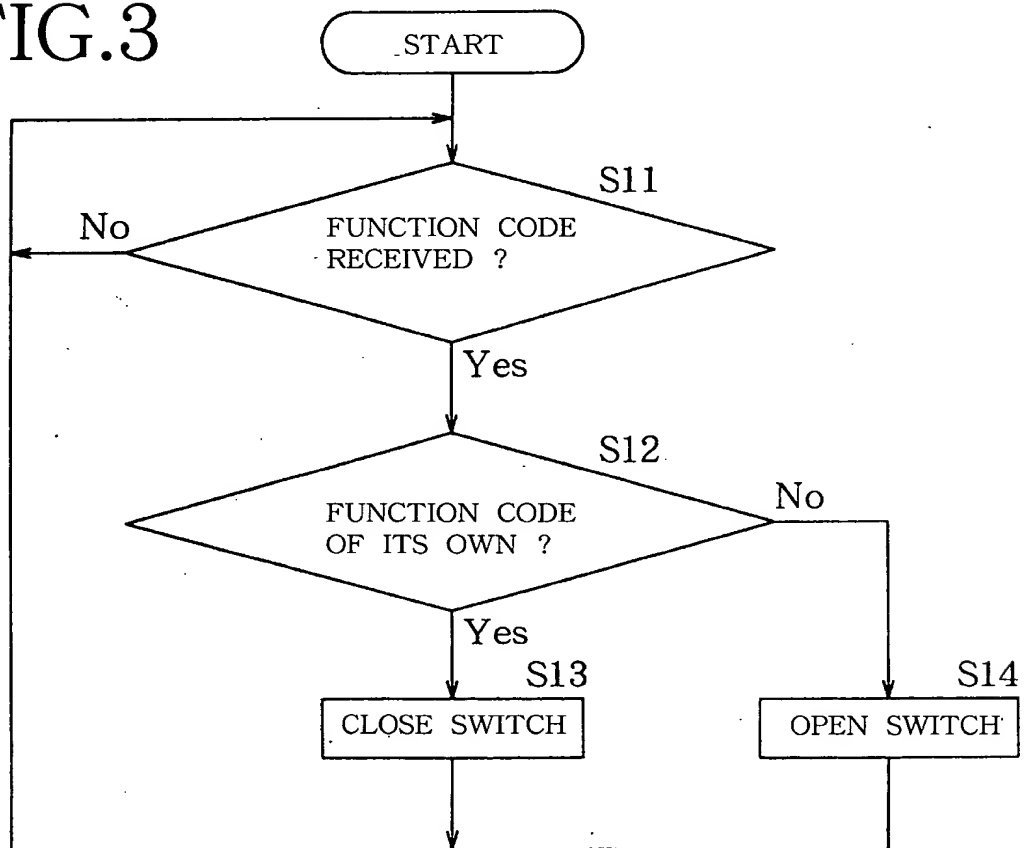 FIG.3
START
S11
No
FUNCTION CODE
RECEIVED ?
Yes
S12
No
FUNCTION CODE
OF ITS OWN ?
Yes
S13
S14
CLOSE SWITCH
OPEN SWITCH